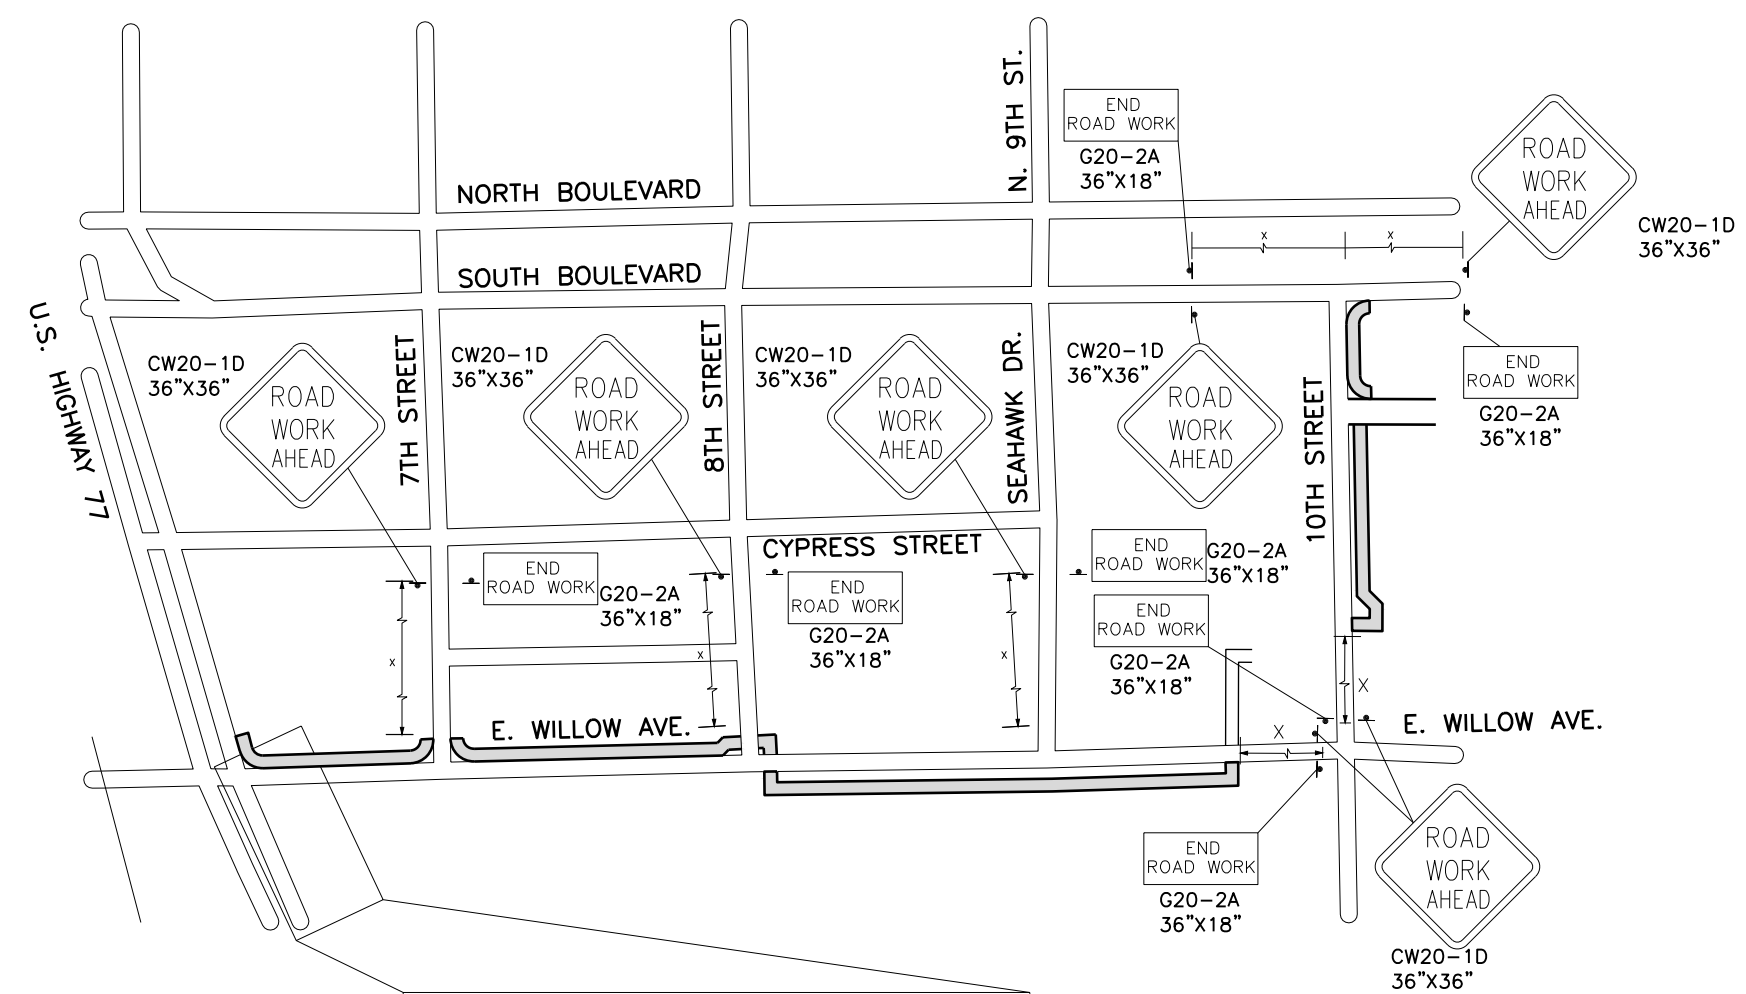 N. 9TH ST.
END
ROAD WORK
G20-2A
36"X18"
ROAD
WORK
AHEAD
CW20-1D
36"X36"
NORTH BOULEVARD
x
x
SOUTH BOULEVARD
U.S. HIGHWAY 77
CW20-1D
36"X36"
ROAD
WORK
AHEAD
7TH STREET
CW20-1D
36"X36"
ROAD
WORK
AHEAD
8TH STREET
CW20-1D
36"X36"
ROAD
WORK
AHEAD
SEAHAWK DR.
CW20-1D
36"X36"
ROAD
WORK
AHEAD
10TH STREET
END
ROAD WORK
G20-2A
36"X18"
CYPRESS STREET
END
ROAD WORK
G20-2A
36"X18"
END
ROAD WORK
G20-2A
36"X18"
END
ROAD WORK
G20-2A
36"X18"
END
ROAD WORK
G20-2A
36"X18"
x
x
x
X
X
E. WILLOW AVE.
E. WILLOW AVE.
END
ROAD WORK
G20-2A
36"X18"
ROAD
WORK
AHEAD
CW20-1D
36"X36"